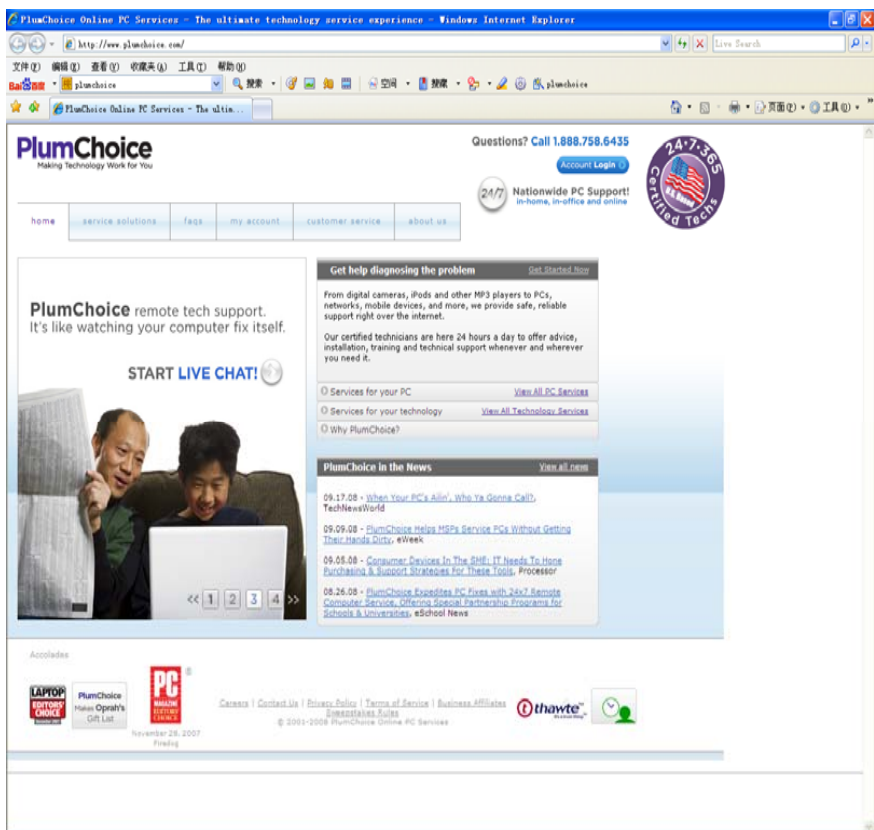 PlumChoice Online PC Services - The ultimate technology service experience - Windows Internet Explorer
http://www.plumchoice.com/
Live Search
文件(F) 编辑(E) 查看(V) 收藏夹(A) 工具(T) 帮助(H)
Bai百度 plumchoice 搜索 空间 搜藏 plumchoice
PlumChoice Online PC Services - The ultim...
页面(P) 工具(O)
PlumChoice
Making Technology Work for You
Questions? Call 1.888.758.6435
Account Login
24/7 Nationwide PC Support!
in-home, in-office and online
24·7·365
U.S. Based
Certified Techs
home service solutions faqs my account customer service about us
PlumChoice remote tech support.
It's like watching your computer fix itself.
START LIVE CHAT!
<< 1 2 3 4 >>
Get help diagnosing the problem Get Started Now
From digital cameras, iPods and other MP3 players to PCs,
networks, mobile devices, and more, we provide safe, reliable
support right over the internet.
Our certified technicians are here 24 hours a day to offer advice,
installation, training and technical support whenever and wherever
you need it.
Services for your PC View All PC Services
Services for your technology View All Technology Services
Why PlumChoice?
PlumChoice in the News View all news
09.17.08 - When Your PC's Ailin', Who Ya Gonna Call?,
TechNewsWorld
09.09.08 - PlumChoice Helps MSPs Service PCs Without Getting
Their Hands Dirty, eWeek
09.05.08 - Consumer Devices In The SME: IT Needs To Hone
Purchasing & Support Strategies For These Tools, Processor
08.26.08 - PlumChoice Expedites PC Fixes with 24x7 Remote
Computer Service, Offering Special Partnership Programs for
Schools & Universities, eSchool News
Accolades
LAPTOP
EDITORS'
CHOICE
PlumChoice
Makes Oprah's
Gift List
PC
MAGAZINE
EDITORS'
CHOICE
®
November 28, 2007
Firedog
Careers | Contact Us | Privacy Policy | Terms of Service | Business Affiliates
Sweepstakes Rules
© 2001-2008 PlumChoice Online PC Services
thawte